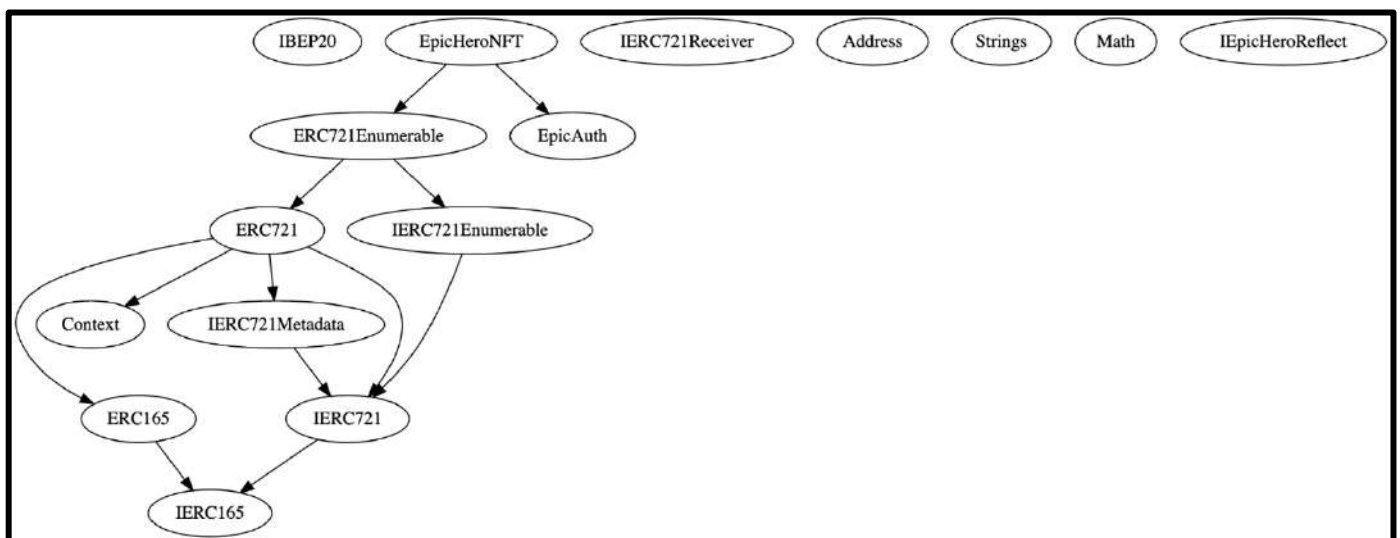 IBEP20 EpicHeroNFT IERC721Receiver Address Strings Math IEpicHeroReflect
ERC721Enumerable EpicAuth
ERC721 IERC721Enumerable
Context IERC721Metadata
ERC165 IERC721
IERC165